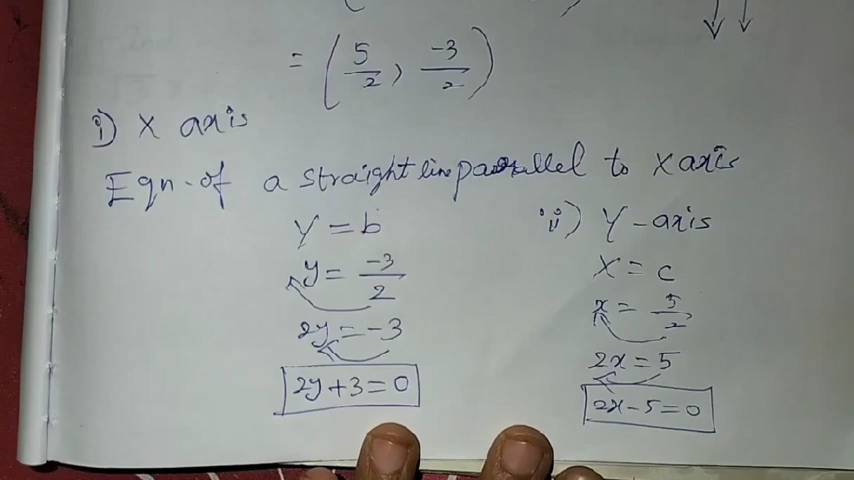 = (5/2, -3/2)
i) X axis
Eqn. of a straight line parallel to x axis
Y = b
y = -3/2
2y = -3
2y + 3 = 0
ii) Y - axis
X = c
x = 5/2
2x = 5
2x - 5 = 0